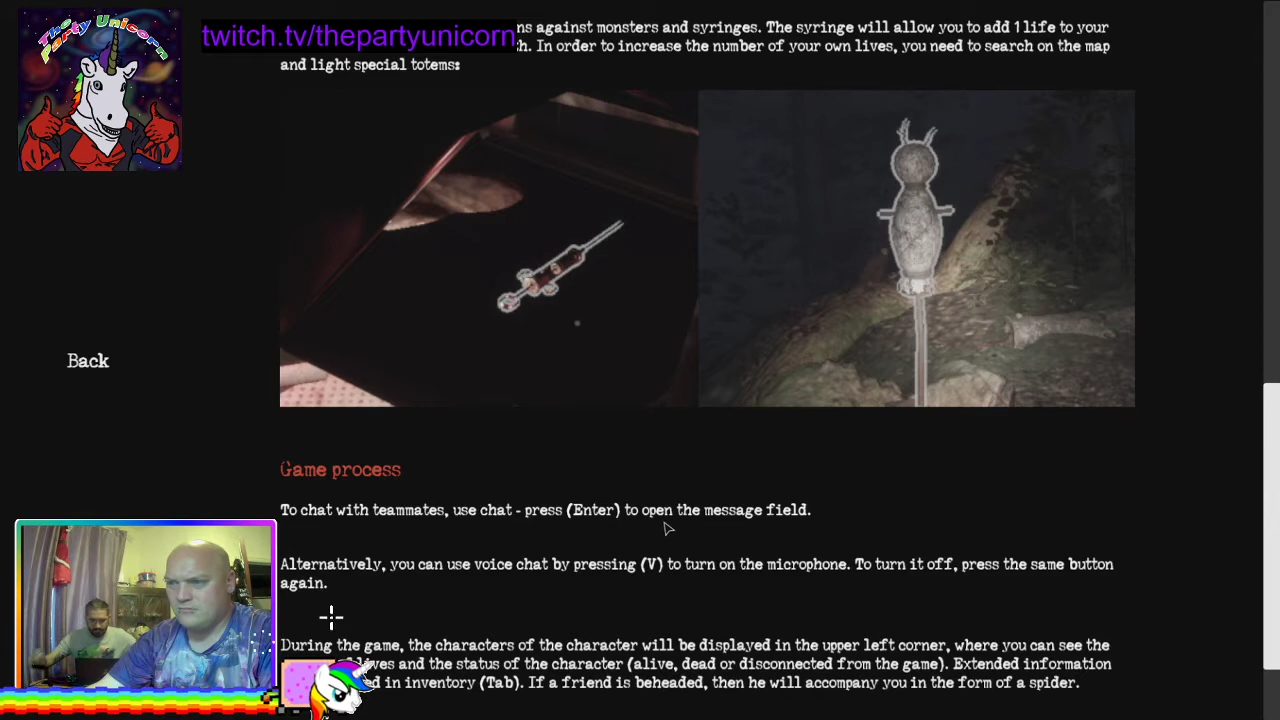 The Party Unicorn
twitch.tv/thepartyunicorn
ns against monsters and syringes. The syringe will allow you to add 1 life to your
h. In order to increase the number of your own lives, you need to search on the map
and light special totems:
Back
Game process
To chat with teammates, use chat - press (Enter) to open the message field.
Alternatively, you can use voice chat by pressing (V) to turn on the microphone. To turn it off, press the same button
again.
During the game, the characters of the character will be displayed in the upper left corner, where you can see the
ves and the status of the character (alive, dead or disconnected from the game). Extended information
d in inventory (Tab). If a friend is beheaded, then he will accompany you in the form of a spider.